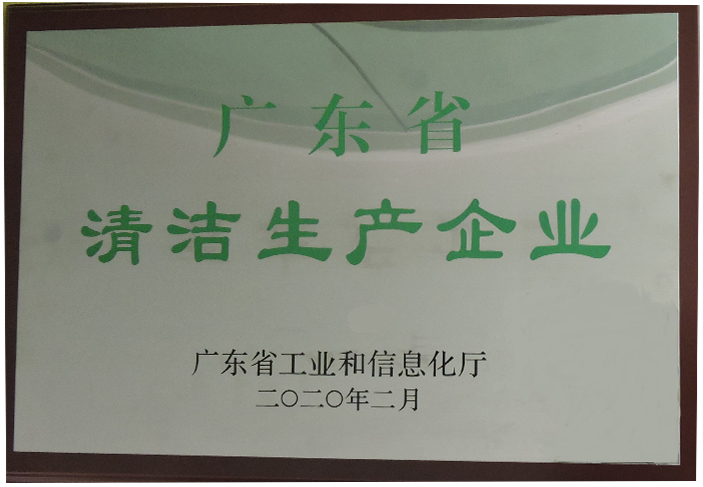 广东省
清洁生产企业
广东省工业和信息化厅
二〇二〇年二月